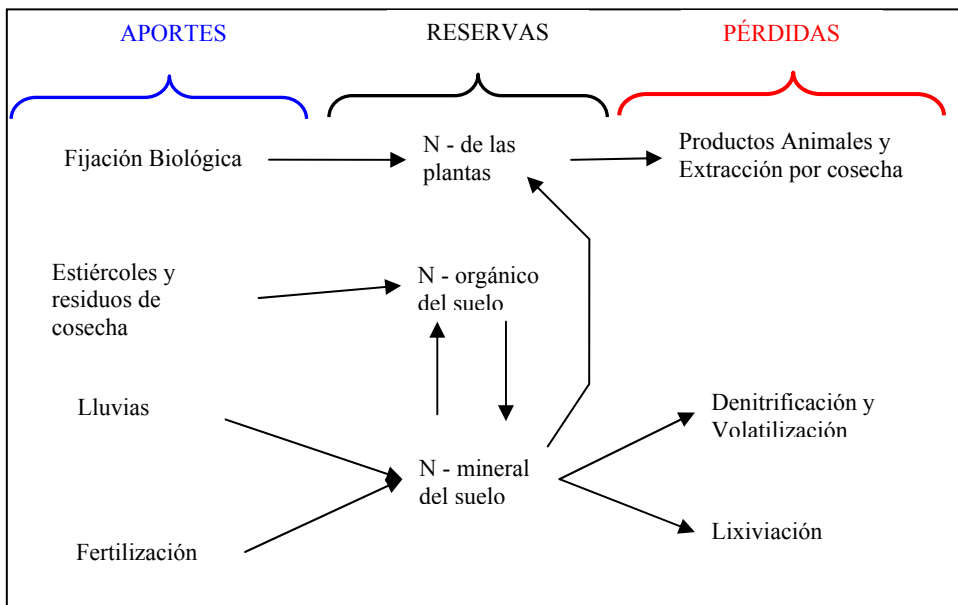 APORTES
RESERVAS
PÉRDIDAS
Fijación Biológica
N - de las
plantas
Productos Animales y
Extracción por cosecha
Estiércoles y
residuos de
cosecha
N - orgánico
del suelo
Lluvias
Denitrificación y
Volatilización
N - mineral
del suelo
Fertilización
Lixiviación